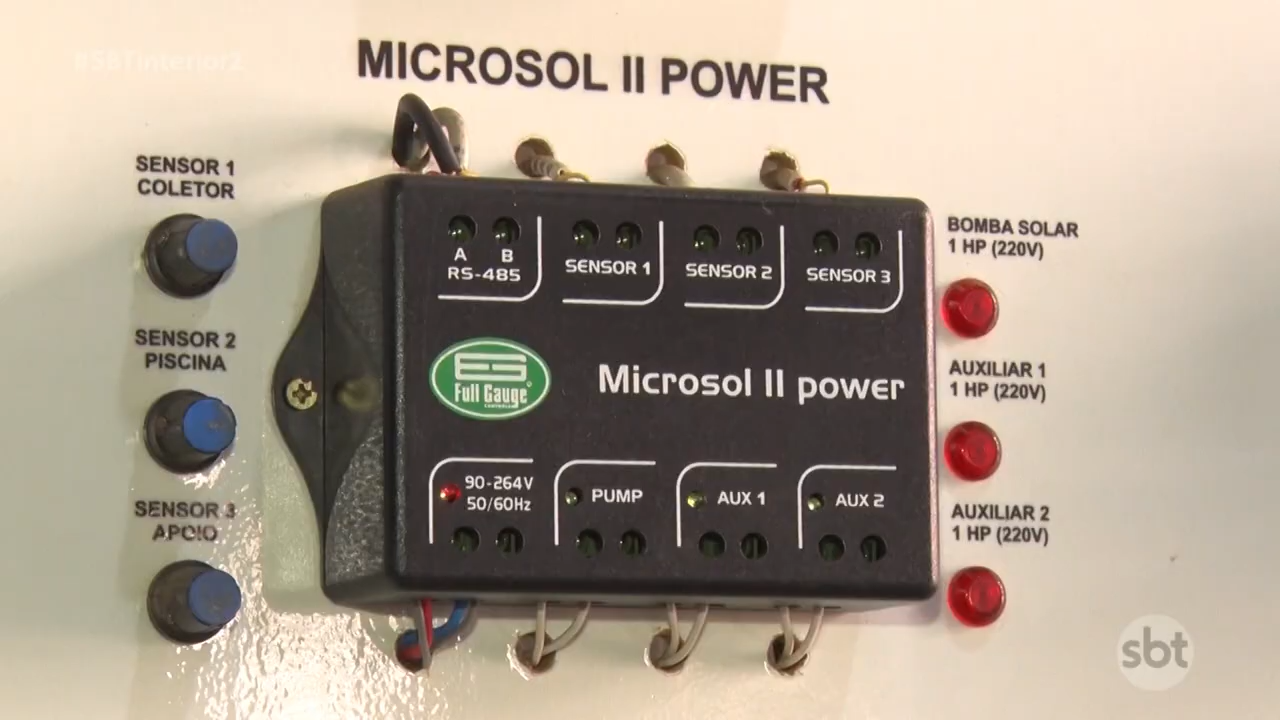 #SBTInterior2
MICROSOL II POWER
SENSOR 1
COLETOR
SENSOR 2
PISCINA
SENSOR 3
APOIO
A B
RS-485
SENSOR 1
SENSOR 2
SENSOR 3
Full Gauge
Microsol II power
90-264V
50/60Hz
PUMP
AUX 1
AUX 2
BOMBA SOLAR
1 HP (220V)
AUXILIAR 1
1 HP (220V)
AUXILIAR 2
1 HP (220V)
sbt